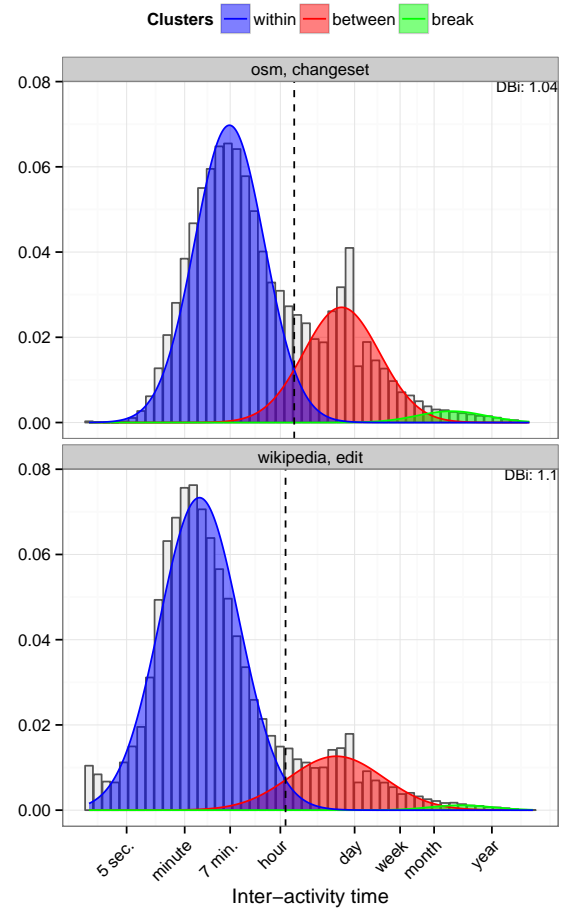 Clusters within between break
osm, changeset
DBi: 1.04
0.08
0.06
0.04
0.02
0.00
wikipedia, edit
DBi: 1.1
0.08
0.06
0.04
0.02
0.00
5 sec. minute 7 min. hour day week month year
Inter−activity time